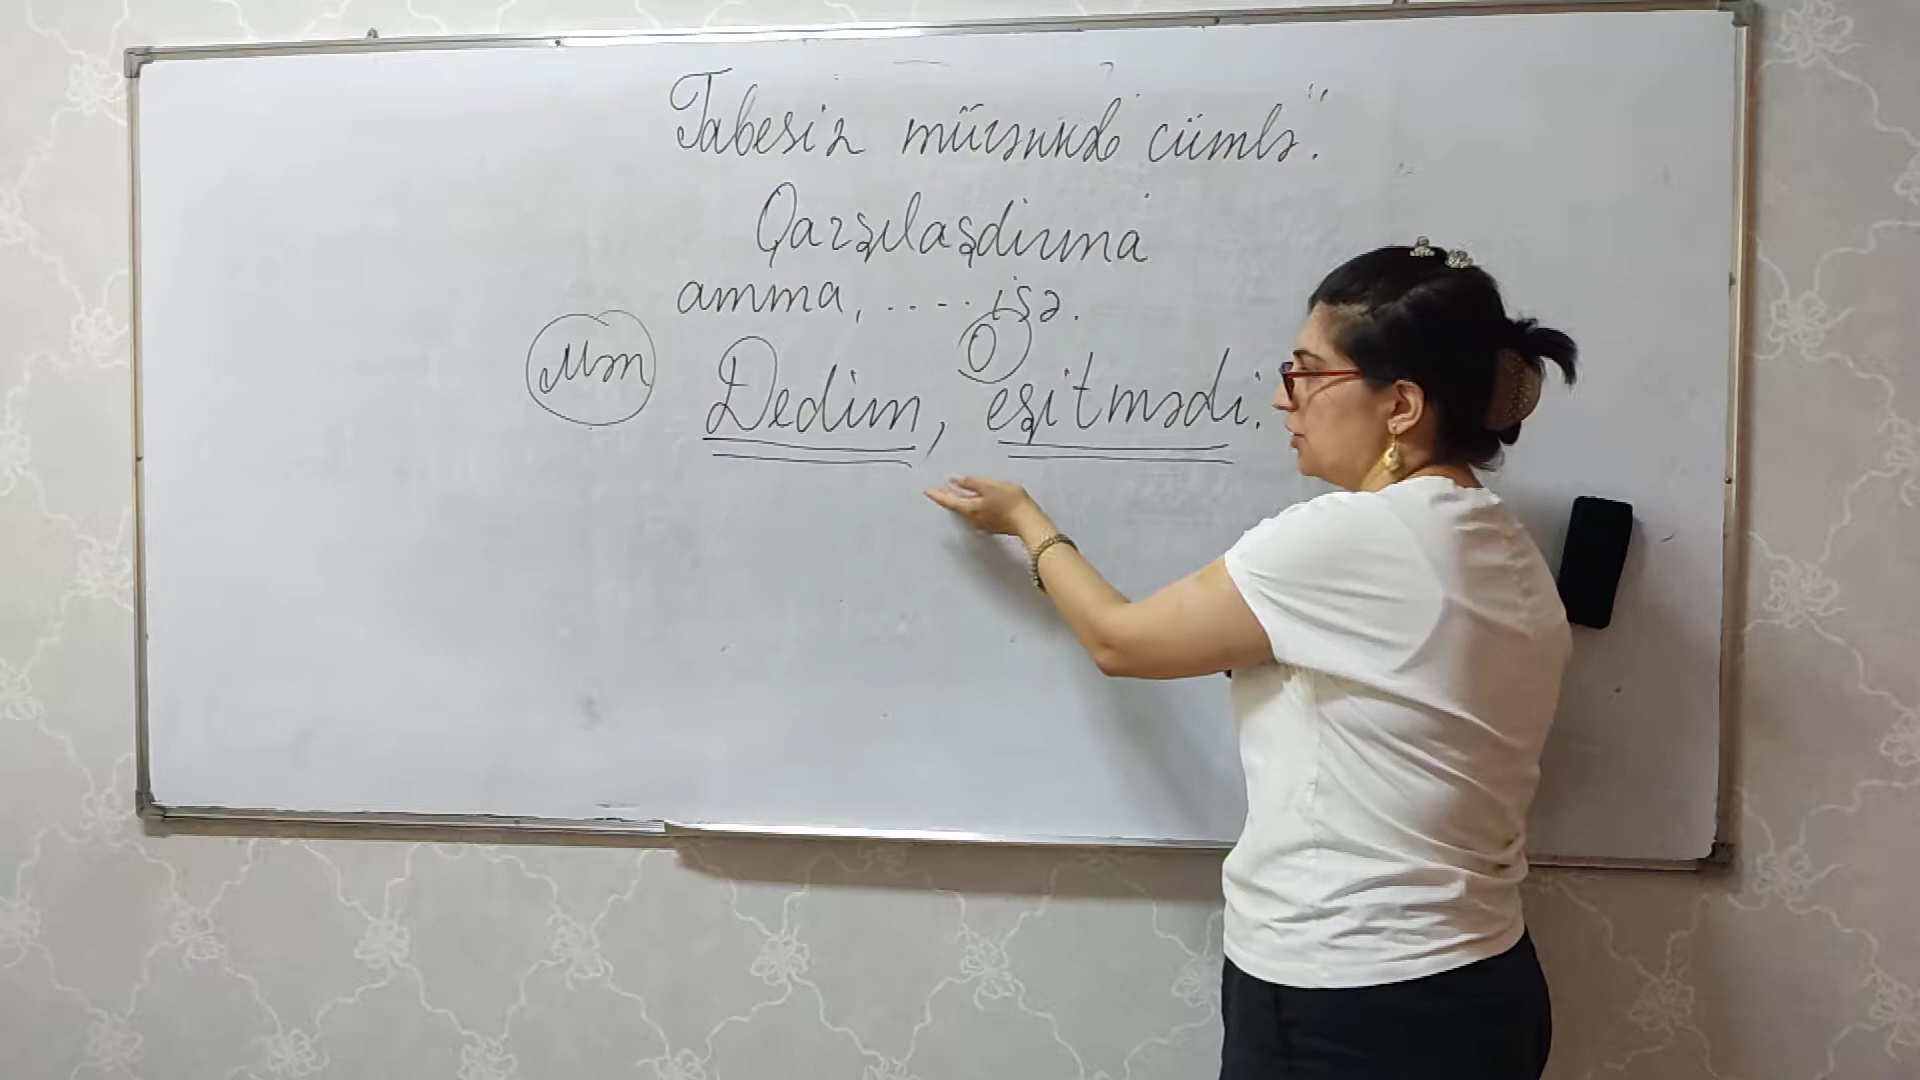 Tabesiz mürəkkəb cümlə.
Qarşılaşdırma
amma, .... isə.
Mən Dedim, O eşitmədi.